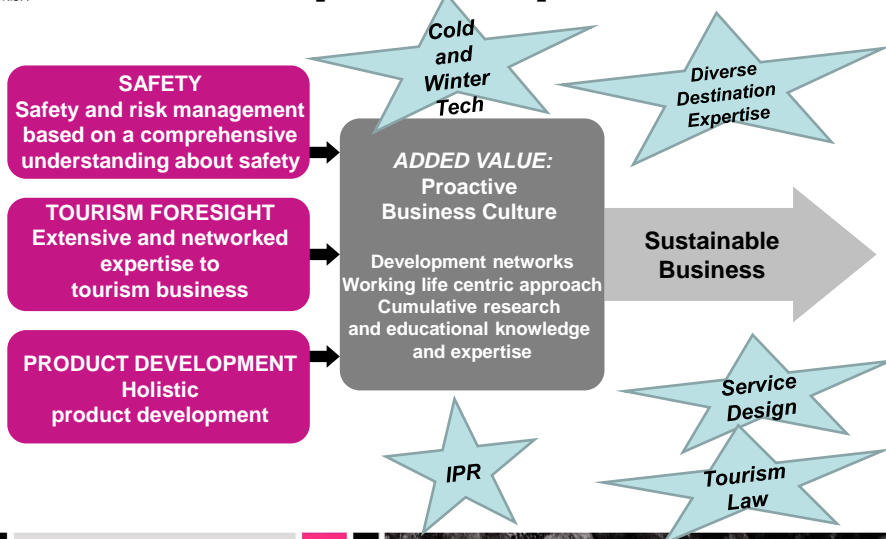 Cold
and
Winter
Tech
Diverse
Destination
Expertise
SAFETY
Safety and risk management
based on a comprehensive
understanding about safety
TOURISM FORESIGHT
Extensive and networked
expertise to
tourism business
PRODUCT DEVELOPMENT
Holistic
product development
ADDED VALUE:
Proactive
Business Culture
Development networks
Working life centric approach
Cumulative research
and educational knowledge
and expertise
Sustainable
Business
Service
Design
IPR
Tourism
Law